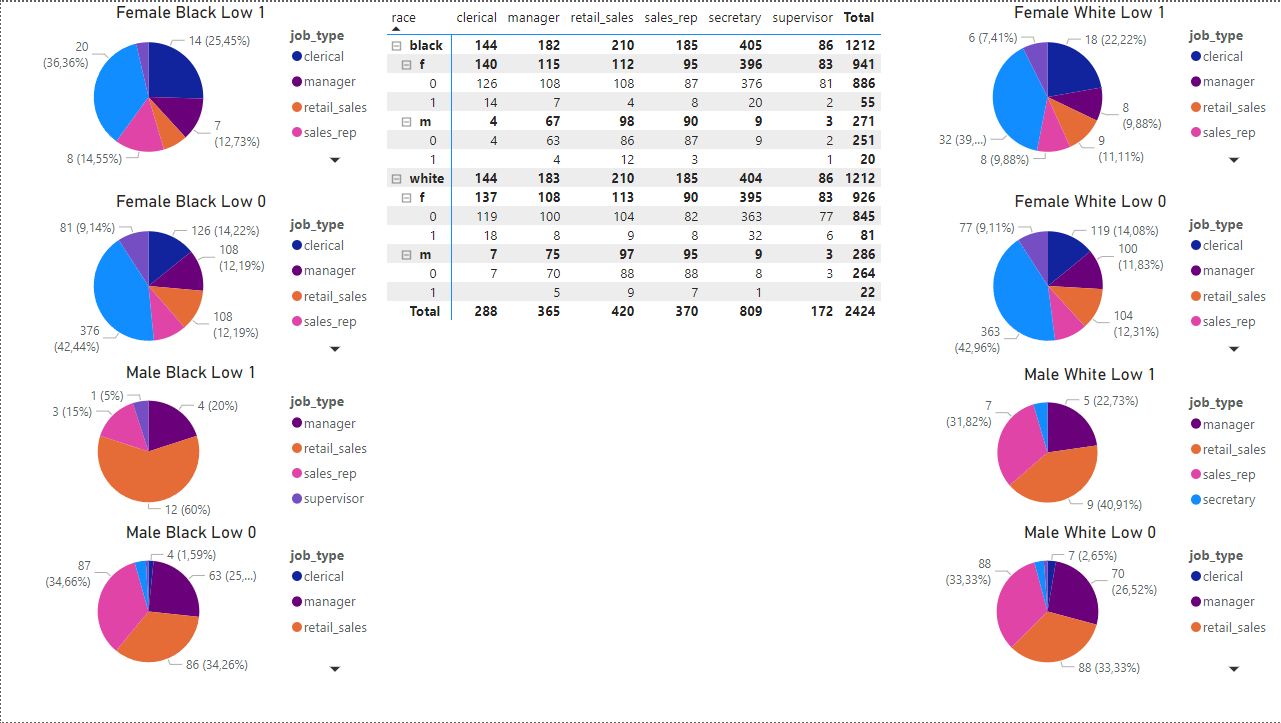 Female Black Low 1
14 (25,45%)
7
(12,73%)
8 (14,55%)
20
(36,36%)
job_type
clerical
manager
retail_sales
sales_rep
Female Black Low 0
126 (14,22%)
108
(12,19%)
108
(12,19%)
376
(42,44%)
81 (9,14%)
job_type
clerical
manager
retail_sales
sales_rep
Male Black Low 1
4 (20%)
12 (60%)
3 (15%)
1 (5%)
job_type
manager
retail_sales
sales_rep
supervisor
Male Black Low 0
4 (1,59%)
63 (25,...)
86 (34,26%)
87
(34,66%)
job_type
clerical
manager
retail_sales
race clerical manager retail_sales sales_rep secretary supervisor Total
black 144 182 210 185 405 86 1212
f 140 115 112 95 396 83 941
0 126 108 108 87 376 81 886
1 14 7 4 8 20 2 55
m 4 67 98 90 9 3 271
0 4 63 86 87 9 2 251
1 4 12 3 1 20
white 144 183 210 185 404 86 1212
f 137 108 113 90 395 83 926
0 119 100 104 82 363 77 845
1 18 8 9 8 32 6 81
m 7 75 97 95 9 3 286
0 7 70 88 88 8 3 264
1 5 9 7 1 22
Total 288 365 420 370 809 172 2424
Female White Low 1
18 (22,22%)
8
(9,88%)
9
(11,11%)
8 (9,88%)
32 (39,...)
6 (7,41%)
job_type
clerical
manager
retail_sales
sales_rep
Female White Low 0
119 (14,08%)
100
(11,83%)
104
(12,31%)
363
(42,96%)
77 (9,11%)
job_type
clerical
manager
retail_sales
sales_rep
Male White Low 1
5 (22,73%)
9 (40,91%)
7
(31,82%)
job_type
manager
retail_sales
sales_rep
secretary
Male White Low 0
7 (2,65%)
70
(26,52%)
88 (33,33%)
88
(33,33%)
job_type
clerical
manager
retail_sales